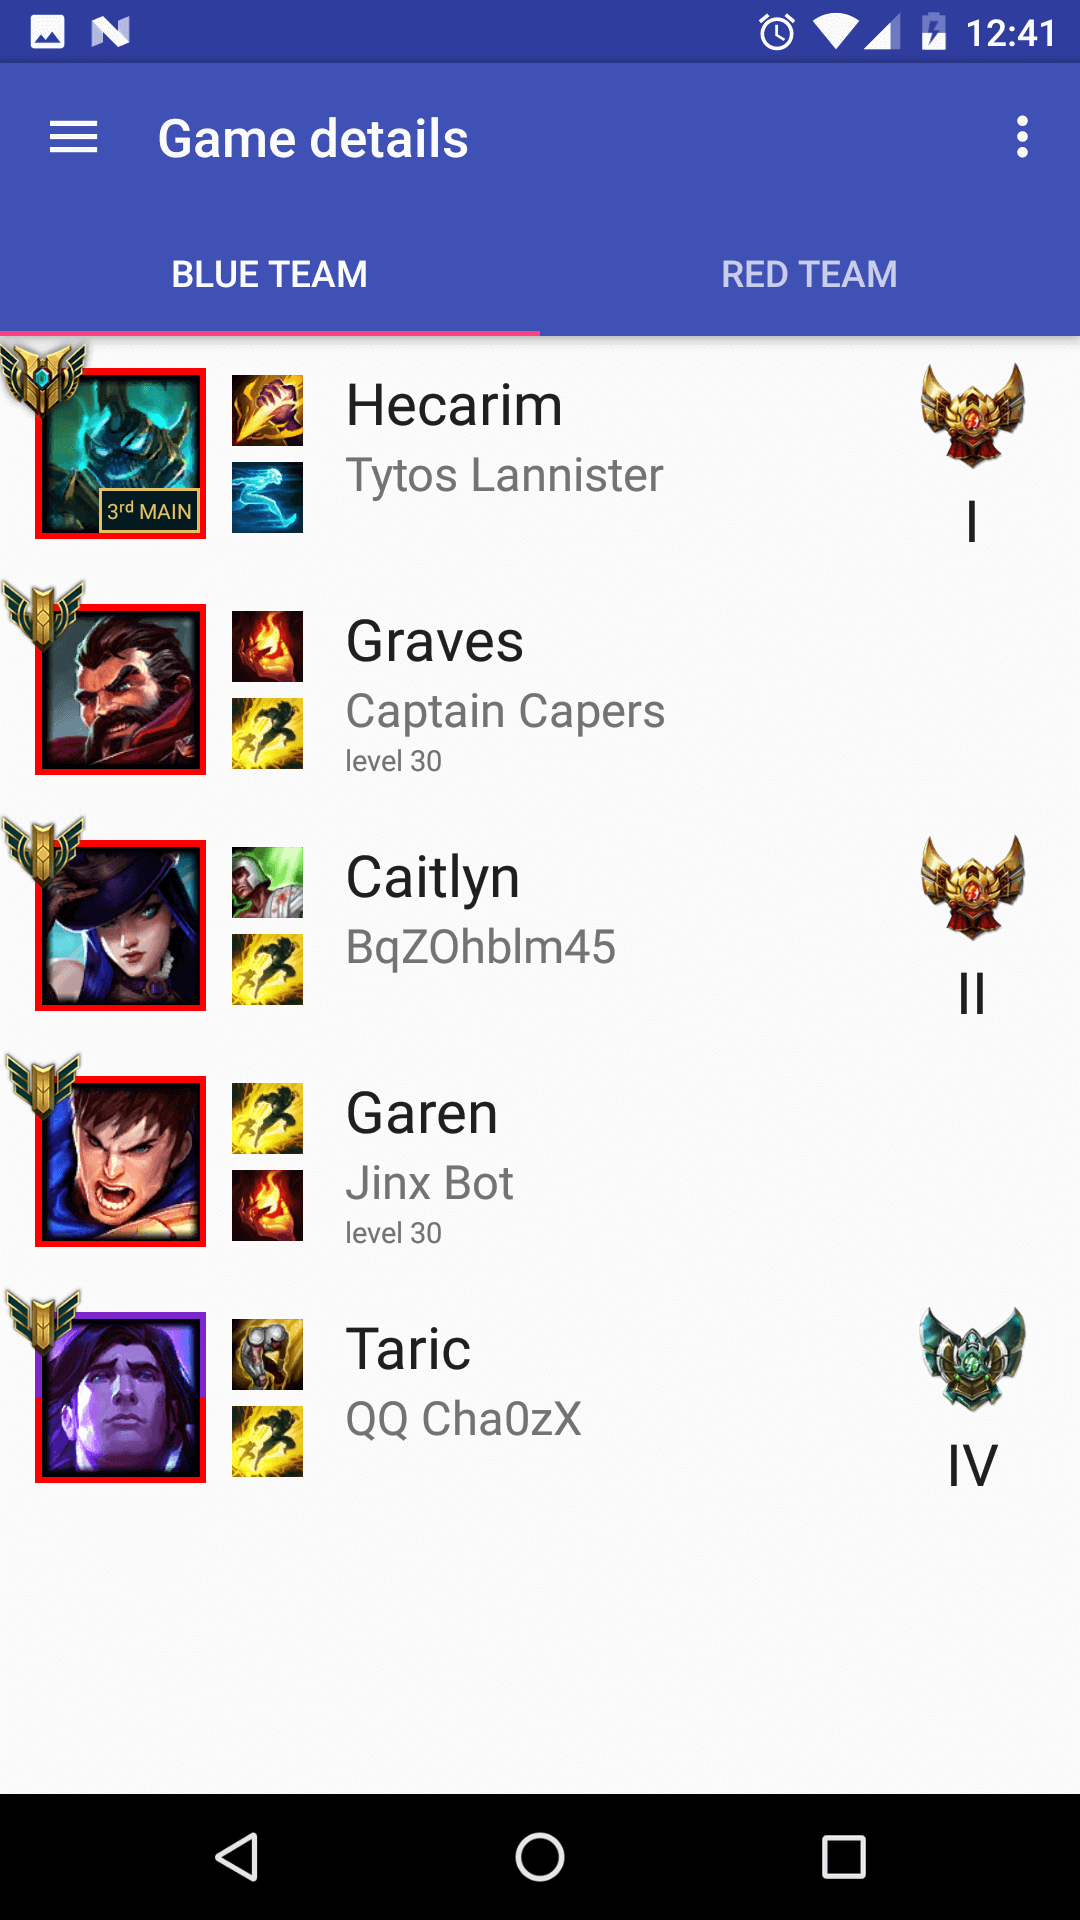 12:41
Game details
BLUE TEAM
RED TEAM
Hecarim
Tytos Lannister
3rd MAIN
I
Graves
Captain Capers
level 30
Caitlyn
BqZOhblm45
II
Garen
Jinx Bot
level 30
Taric
QQ Cha0zX
IV